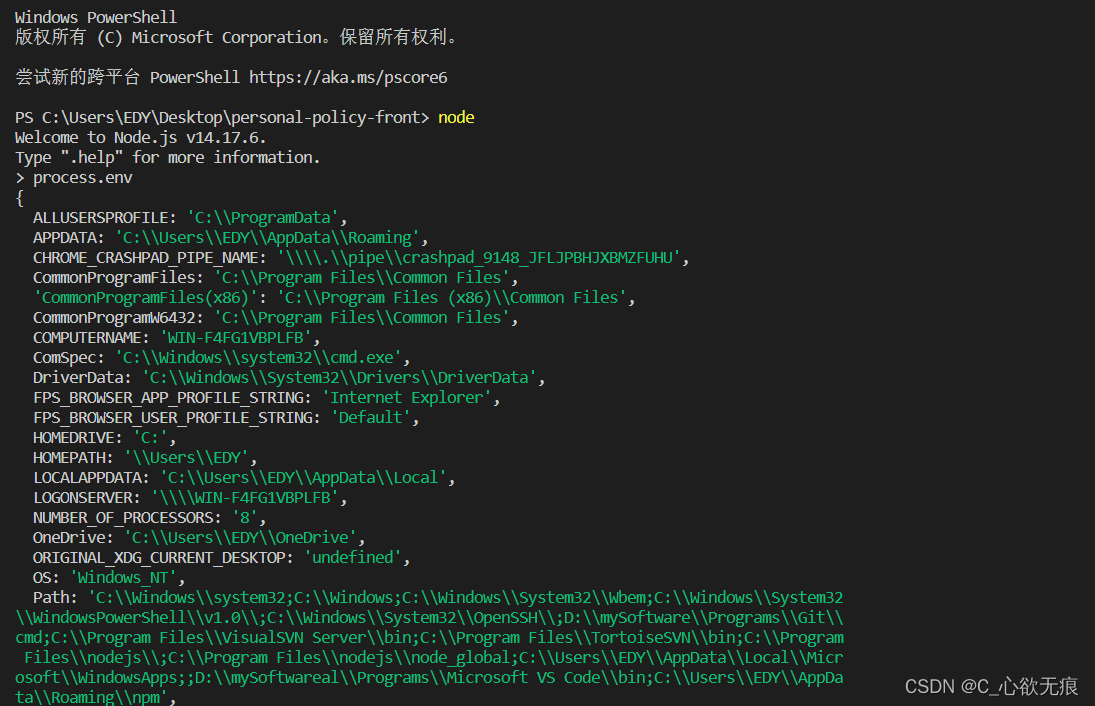 Windows PowerShell
版权所有 (C) Microsoft Corporation。保留所有权利。
尝试新的跨平台 PowerShell https://aka.ms/pscore6
PS C:\Users\EDY\Desktop\personal-policy-front> node
Welcome to Node.js v14.17.6.
Type ".help" for more information.
> process.env
{
  ALLUSERSPROFILE: 'C:\\ProgramData',
  APPDATA: 'C:\\Users\\EDY\\AppData\\Roaming',
  CHROME_CRASHPAD_PIPE_NAME: '\\\\.\\pipe\\crashpad_9148_JFLJPBHJXBMZFUHU',
  CommonProgramFiles: 'C:\\Program Files\\Common Files',
  'CommonProgramFiles(x86)': 'C:\\Program Files (x86)\\Common Files',
  CommonProgramW6432: 'C:\\Program Files\\Common Files',
  COMPUTERNAME: 'WIN-F4FG1VBPLFB',
  ComSpec: 'C:\\Windows\\system32\\cmd.exe',
  DriverData: 'C:\\Windows\\System32\\Drivers\\DriverData',
  FPS_BROWSER_APP_PROFILE_STRING: 'Internet Explorer',
  FPS_BROWSER_USER_PROFILE_STRING: 'Default',
  HOMEDRIVE: 'C:',
  HOMEPATH: '\\Users\\EDY',
  LOCALAPPDATA: 'C:\\Users\\EDY\\AppData\\Local',
  LOGONSERVER: '\\\\WIN-F4FG1VBPLFB',
  NUMBER_OF_PROCESSORS: '8',
  OneDrive: 'C:\\Users\\EDY\\OneDrive',
  ORIGINAL_XDG_CURRENT_DESKTOP: 'undefined',
  OS: 'Windows_NT',
  Path: 'C:\\Windows\\system32;C:\\Windows;C:\\Windows\\System32\\Wbem;C:\\Windows\\System32
\\WindowsPowerShell\\v1.0\\;C:\\Windows\\System32\\OpenSSH\\;D:\\mySoftware\\Programs\\Git\\
cmd;C:\\Program Files\\VisualSVN Server\\bin;C:\\Program Files\\TortoiseSVN\\bin;C:\\Program
 Files\\nodejs\\;C:\\Program Files\\nodejs\\node_global;C:\\Users\\EDY\\AppData\\Local\\Micr
osoft\\WindowsApps;;D:\\mySoftwareal\\Programs\\Microsoft VS Code\\bin;C:\\Users\\EDY\\AppDa
ta\\Roaming\\npm',
CSDN @C_心欲无痕